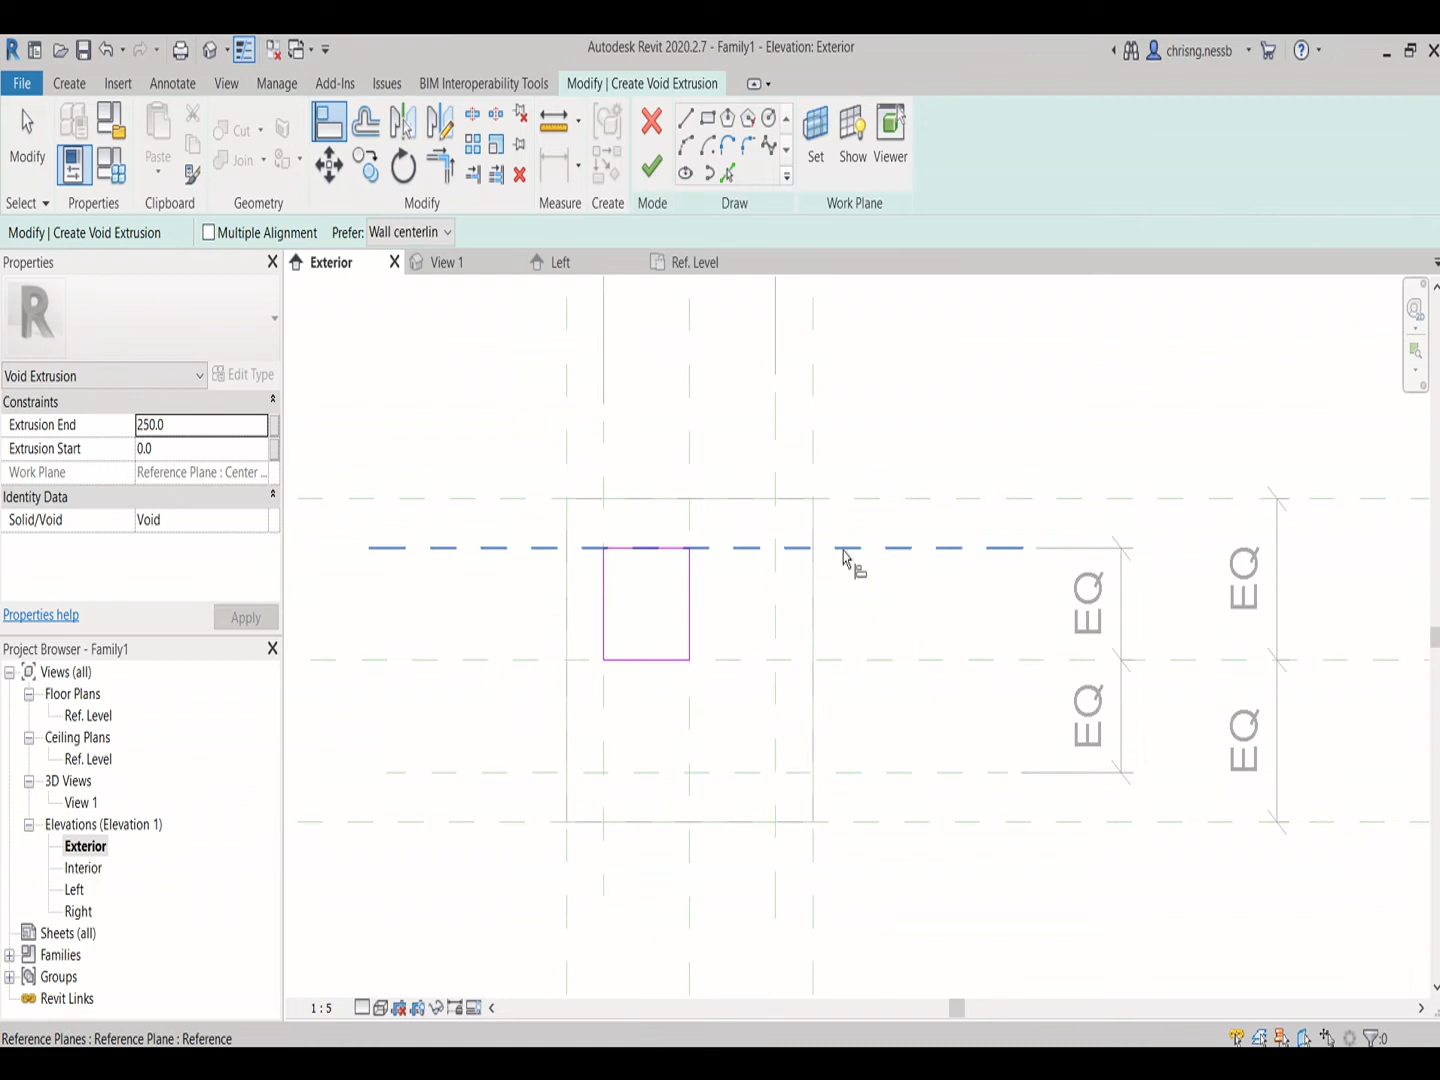 Autodesk Revit 2020.2.7 - Family1 - Elevation: Exterior
chrisng.nessb
File
Create
Insert
Annotate
View
Manage
Add-Ins
Issues
BIM Interoperability Tools
Modify | Create Void Extrusion
Modify
Paste
Cut
Join
Set
Show
Viewer
Select
Properties
Clipboard
Geometry
Modify
Measure
Create
Mode
Draw
Work Plane
Modify | Create Void Extrusion
Multiple Alignment
Prefer:
Wall centerlin
Properties
Exterior
View 1
Left
Ref. Level
R
Void Extrusion
Edit Type
Constraints
Extrusion End
250.0
Extrusion Start
0.0
Work Plane
Reference Plane : Center ...
Identity Data
Solid/Void
Void
Properties help
Apply
Project Browser - Family1
Views (all)
Floor Plans
Ref. Level
Ceiling Plans
Ref. Level
3D Views
View 1
Elevations (Elevation 1)
Exterior
Interior
Left
Right
Sheets (all)
Families
Groups
Revit Links
EQ
EQ
EQ
EQ
1 : 5
Reference Planes : Reference Plane : Reference
:0